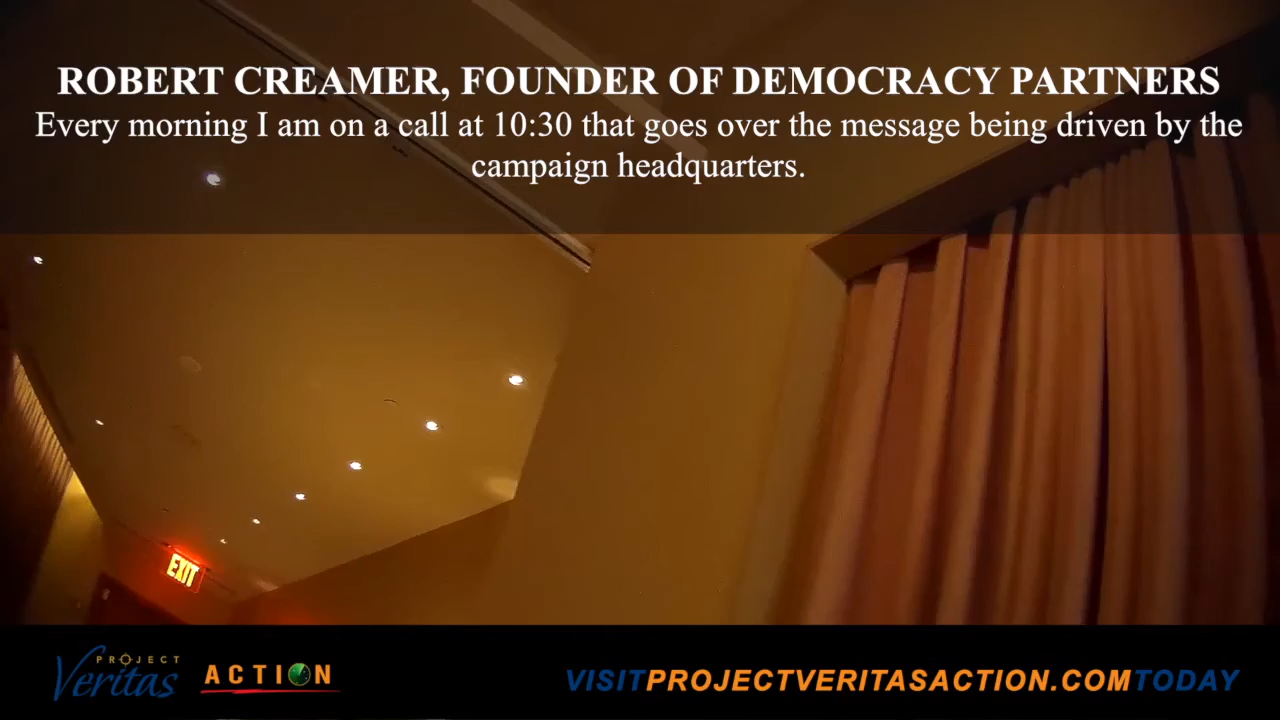 ROBERT CREAMER, FOUNDER OF DEMOCRACY PARTNERS
Every morning I am on a call at 10:30 that goes over the message being driven by the
campaign headquarters.
EXIT
PROJECT
Veritas ACTION
VISITPROJECTVERITASACTION.COMTODAY